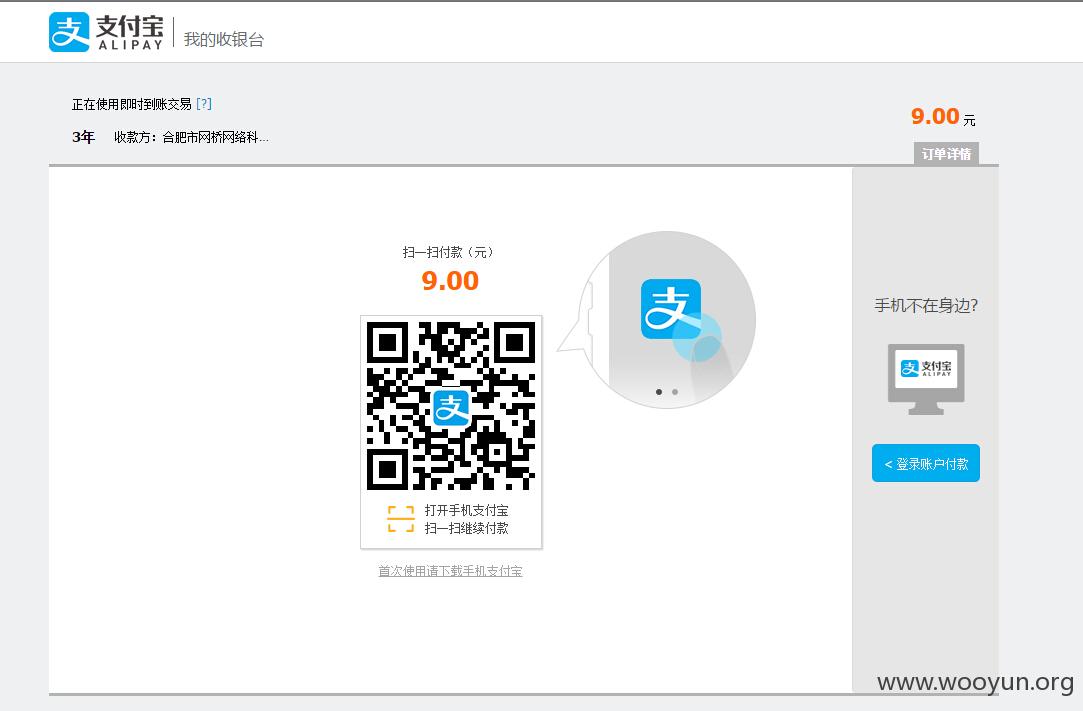 支付宝
ALIPAY
我的收银台
正在使用即时到账交易 [?]
3年 收款方：合肥市网桥网络科...
9.00 元
订单详情
扫一扫付款（元）
9.00
支
支
打开手机支付宝
扫一扫继续付款
首次使用请下载手机支付宝
手机不在身边?
支付宝
ALIPAY
< 登录账户付款
www.wooyun.org